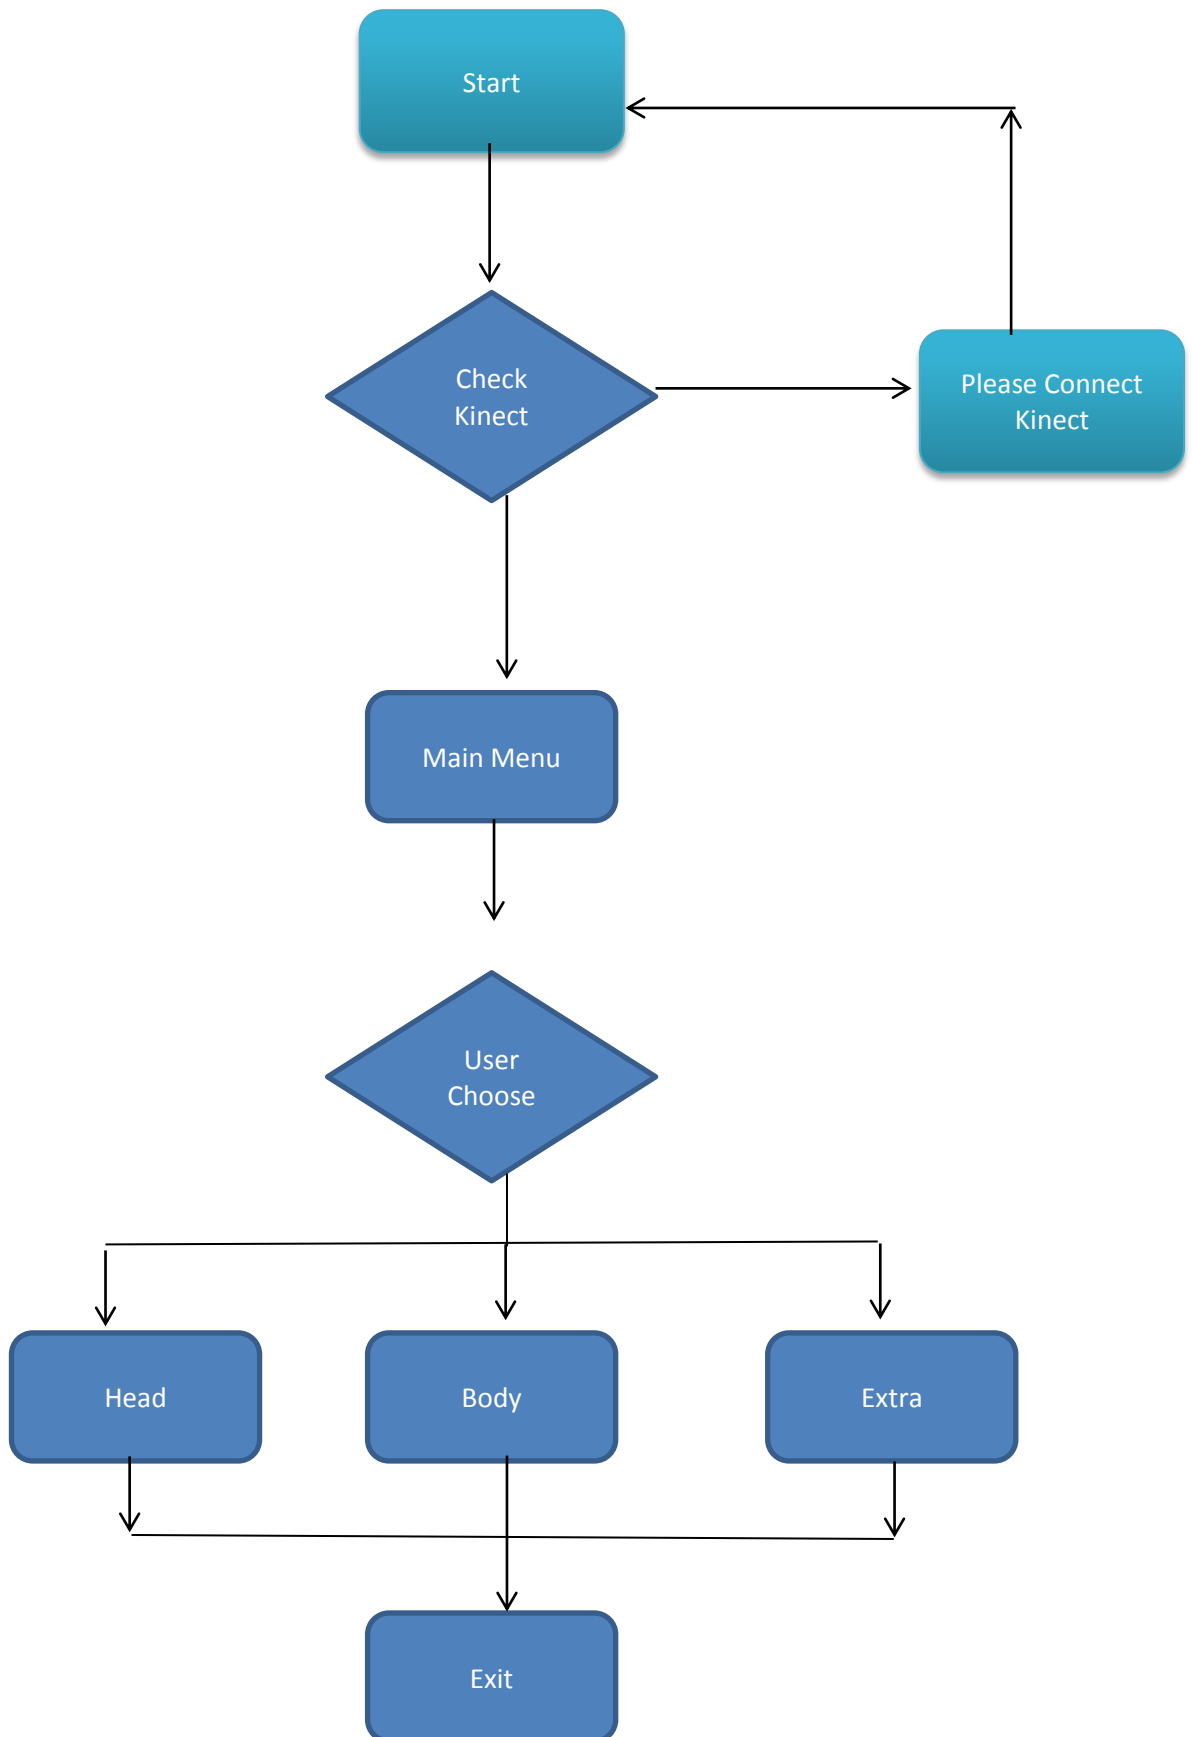 Start
Check
Kinect
Please Connect
Kinect
Main Menu
User
Choose
Head
Body
Extra
Exit